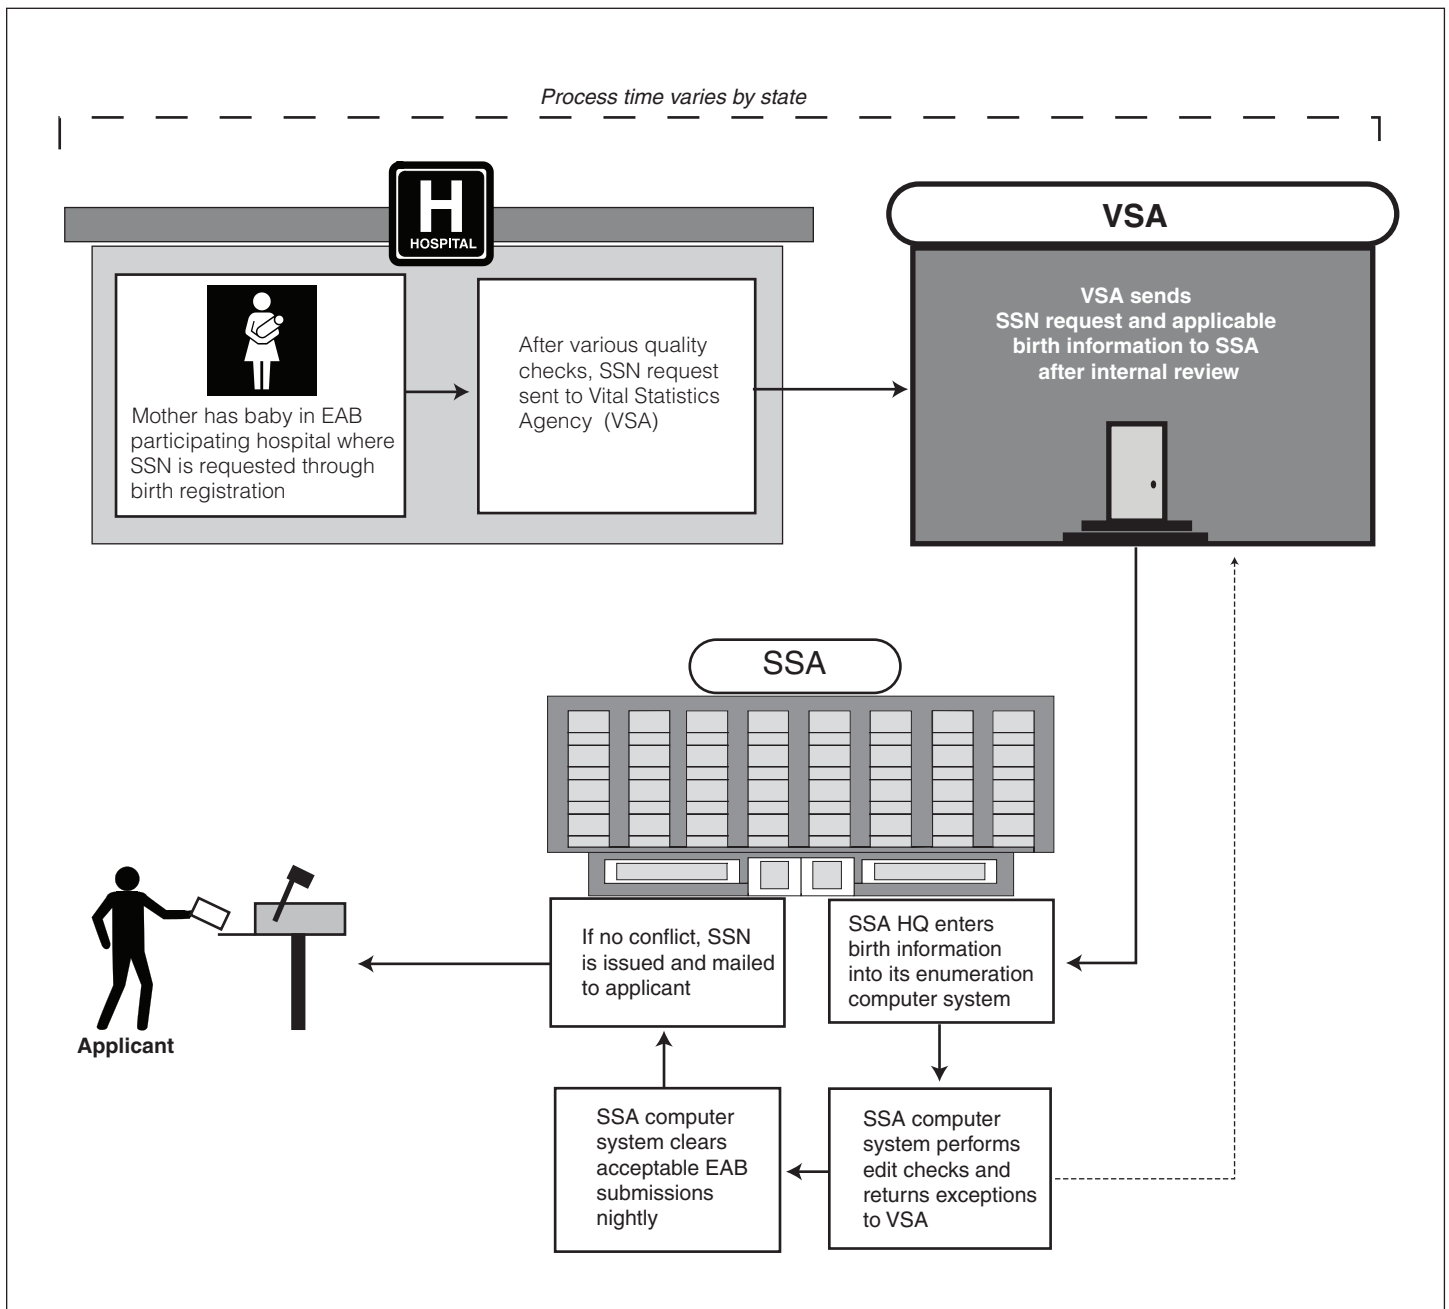 Process time varies by state
H
HOSPITAL
Mother has baby in EAB
participating hospital where
SSN is requested through
birth registration
After various quality
checks, SSN request
sent to Vital Statistics
Agency (VSA)
VSA
VSA sends
SSN request and applicable
birth information to SSA
after internal review
SSA
SSA HQ enters
birth information
into its enumeration
computer system
SSA computer
system performs
edit checks and
returns exceptions
to VSA
SSA computer
system clears
acceptable EAB
submissions
nightly
If no conflict, SSN
is issued and mailed
to applicant
Applicant